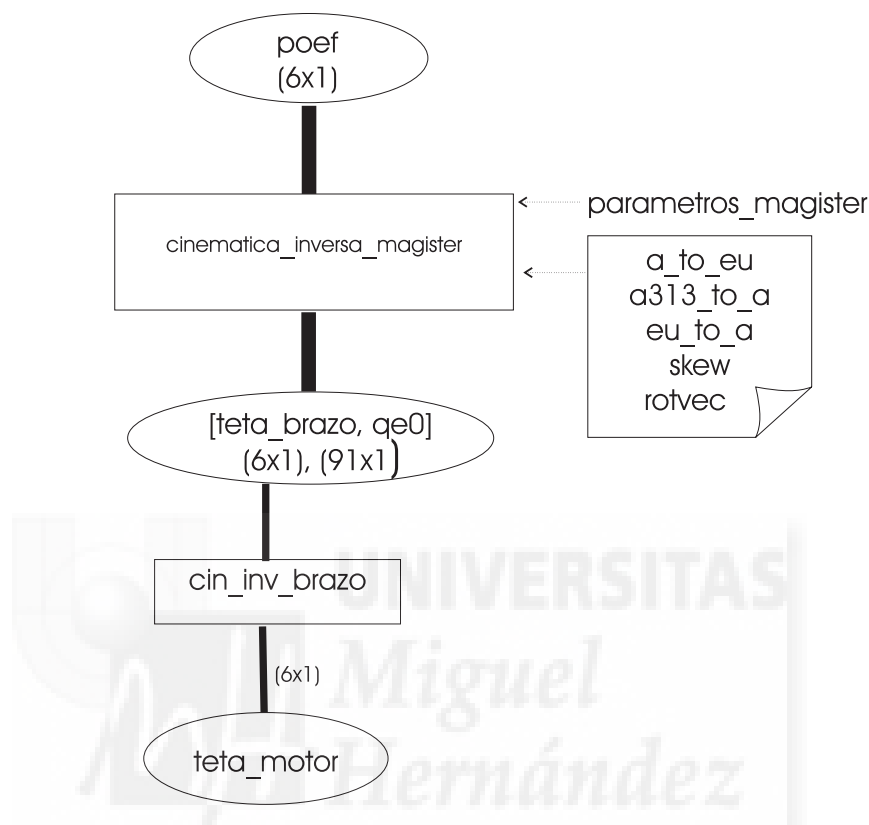 poef
(6x1)
parametros_magister
cinematica_inversa_magister
a_to_eu
a313_to_a
eu_to_a
skew
rotvec
[teta_brazo, qe0]
(6x1), (91x1)
cin_inv_brazo
(6x1)
teta_motor
UNIVERSITAS
Miguel
Hernández